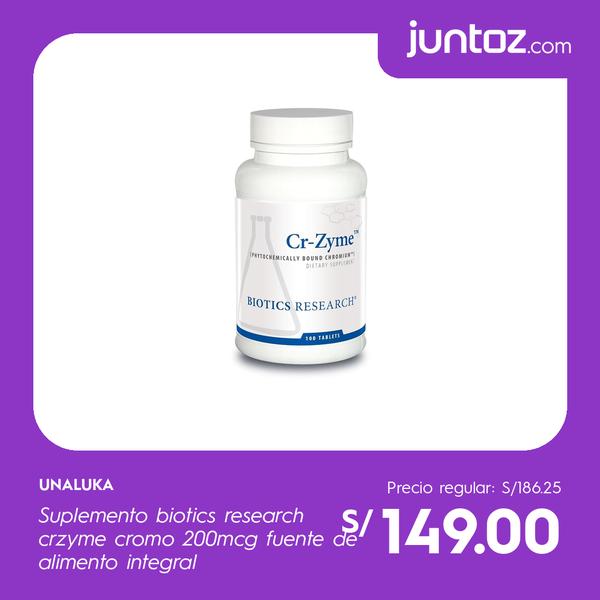 juntoz.com
Cr-Zyme™
(PHYTOCHEMICALLY BOUND CHROMIUM™)
DIETARY SUPPLEMENT
BIOTICS RESEARCH®
100 TABLETS
UNALUKA
Suplemento biotics research
crzyme cromo 200mcg fuente de
alimento integral
Precio regular: S/186.25
S/149.00